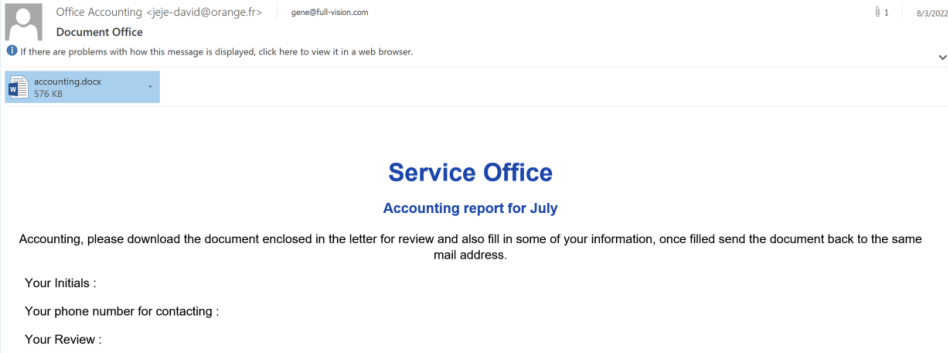 Office Accounting <jeje-david@orange.fr> gene@full-vision.com 1 8/3/2022
Document Office
If there are problems with how this message is displayed, click here to view it in a web browser.
accounting.docx
576 KB
Service Office
Accounting report for July
Accounting, please download the document enclosed in the letter for review and also fill in some of your information, once filled send the document back to the same
mail address.
Your Initials :
Your phone number for contacting :
Your Review :